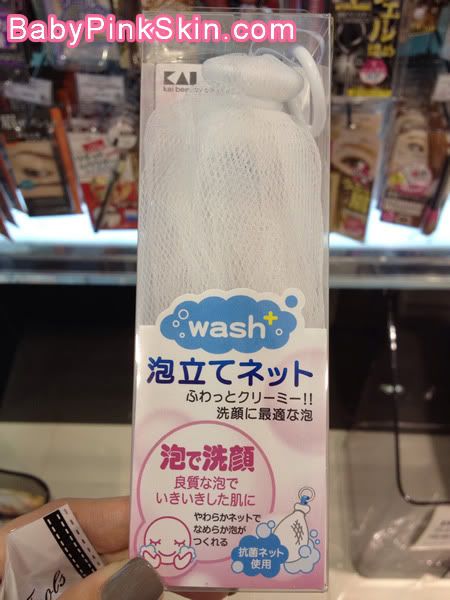 BabyPinkSkin.com
KAI
wash+
泡立てネット
ふわっとクリーミー!!
洗顔に最適な泡
泡で洗顔
良質な泡で
いきいきした肌に
やわらかネットで
なめらか泡が
つくれる
抗菌ネット
使用